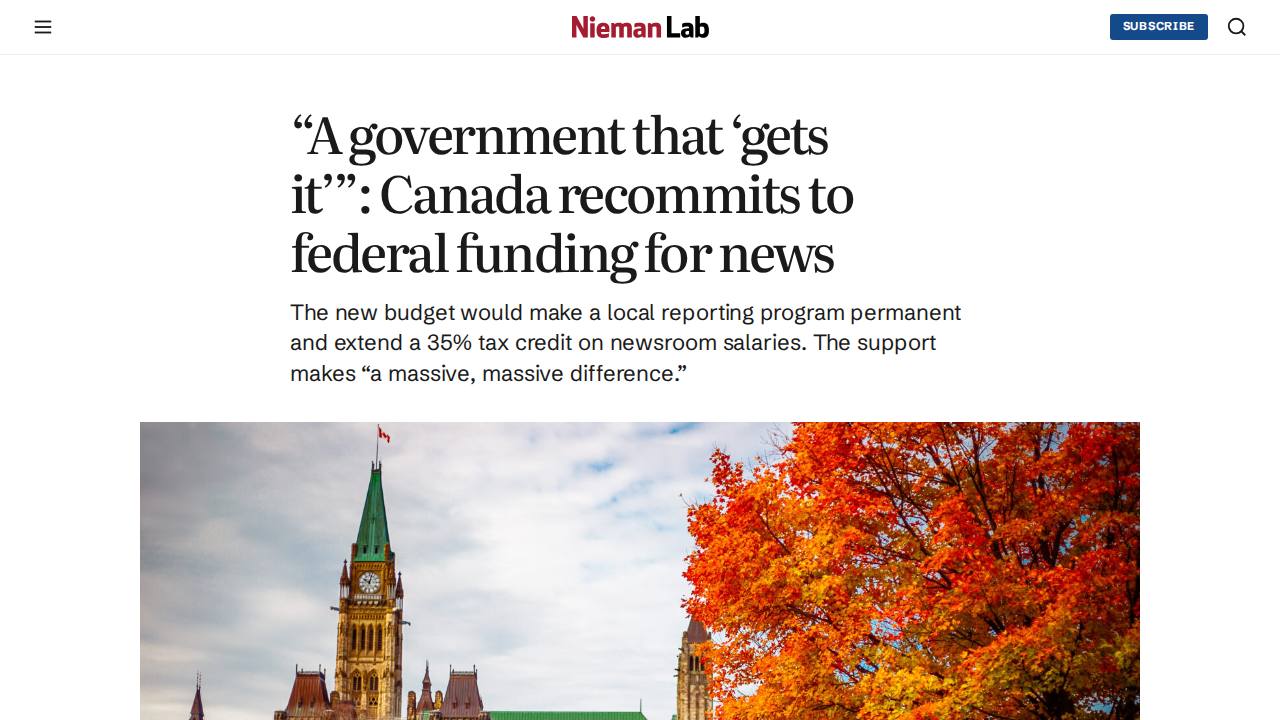 Nieman Lab
SUBSCRIBE
“A government that ‘gets
it’”: Canada recommits to
federal funding for news
The new budget would make a local reporting program permanent
and extend a 35% tax credit on newsroom salaries. The support
makes “a massive, massive difference.”